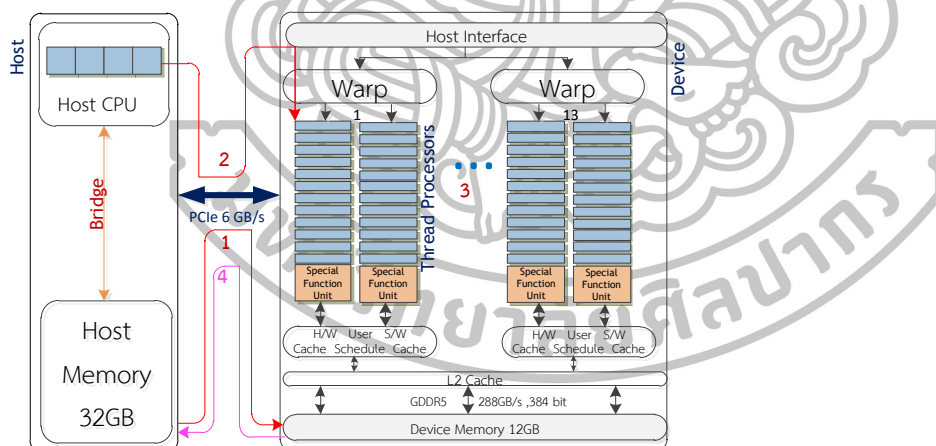 Host
Host CPU
Bridge
Host
Memory
32GB
2
PCIe 6 GB/s
1
4
Device
Host Interface
Warp
1
Warp
13
Thread Processors
3
Special
Function
Unit
Special
Function
Unit
Special
Function
Unit
Special
Function
Unit
H/W User S/W
Cache Schedule Cache
H/W User S/W
Cache Schedule Cache
L2 Cache
GDDR5 288GB/s ,384 bit
Device Memory 12GB